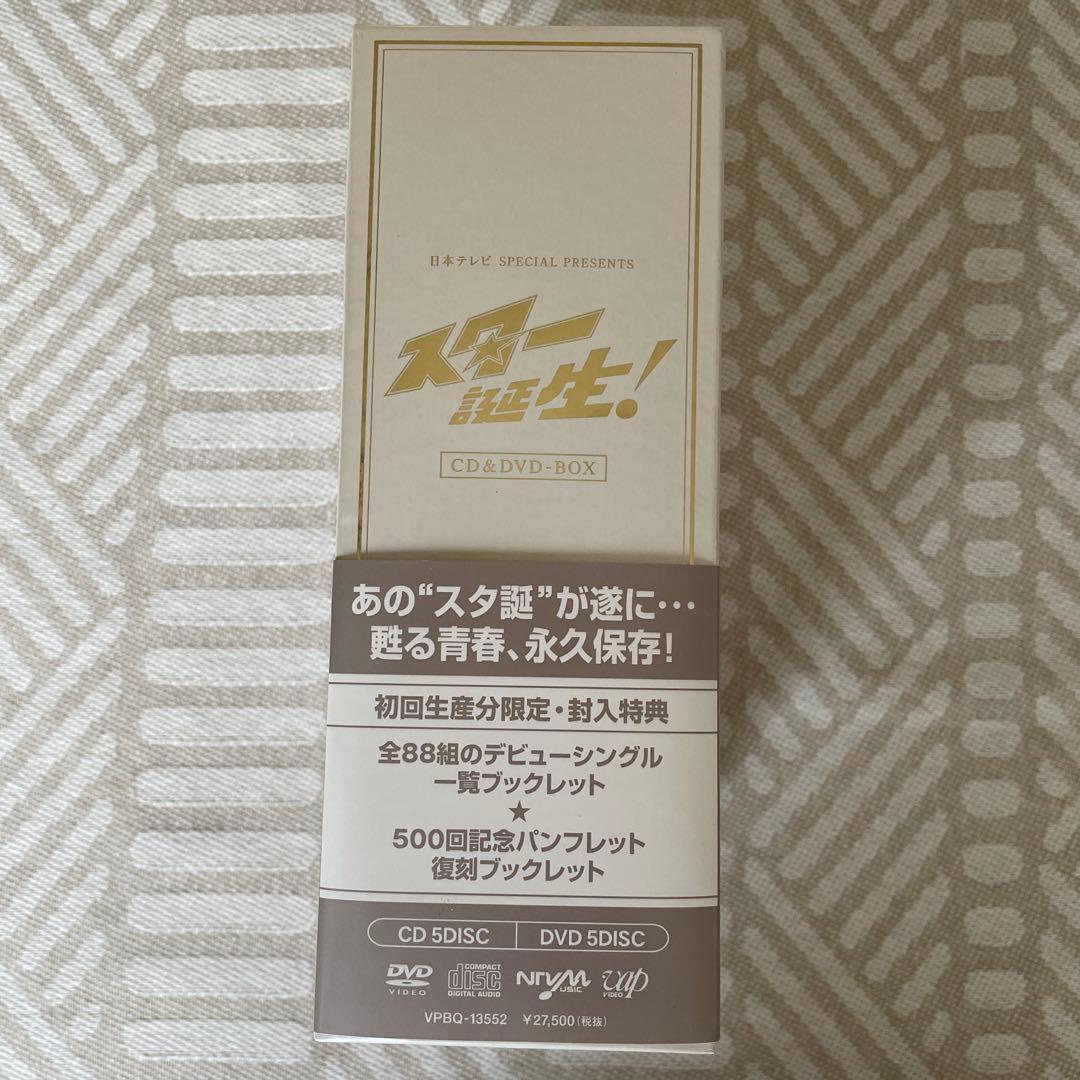 日本テレビ SPECIAL PRESENTS
スター
誕生!
CD&DVD-BOX
あの“スタ誕”が遂に…
甦る青春、永久保存!
初回生産分限定・封入特典
全88組のデビューシングル
一覧ブックレット
★
500回記念パンフレット
復刻ブックレット
CD 5DISC DVD 5DISC
DVD VIDEO COMPACT disc DIGITAL AUDIO NTVM USIC vap VIDEO
VPBQ-13552 ¥27,500(税抜)